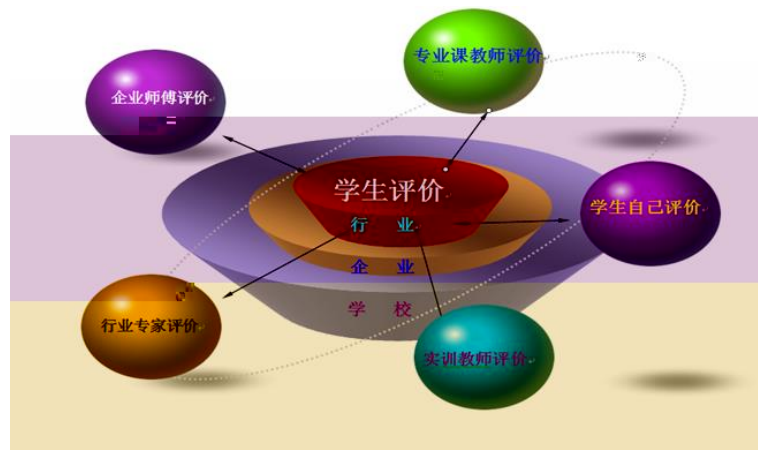 专业课教师评价
企业师傅评价
学生评价
学生自己评价
行 业
企 业
学 校
行业专家评价
实训教师评价